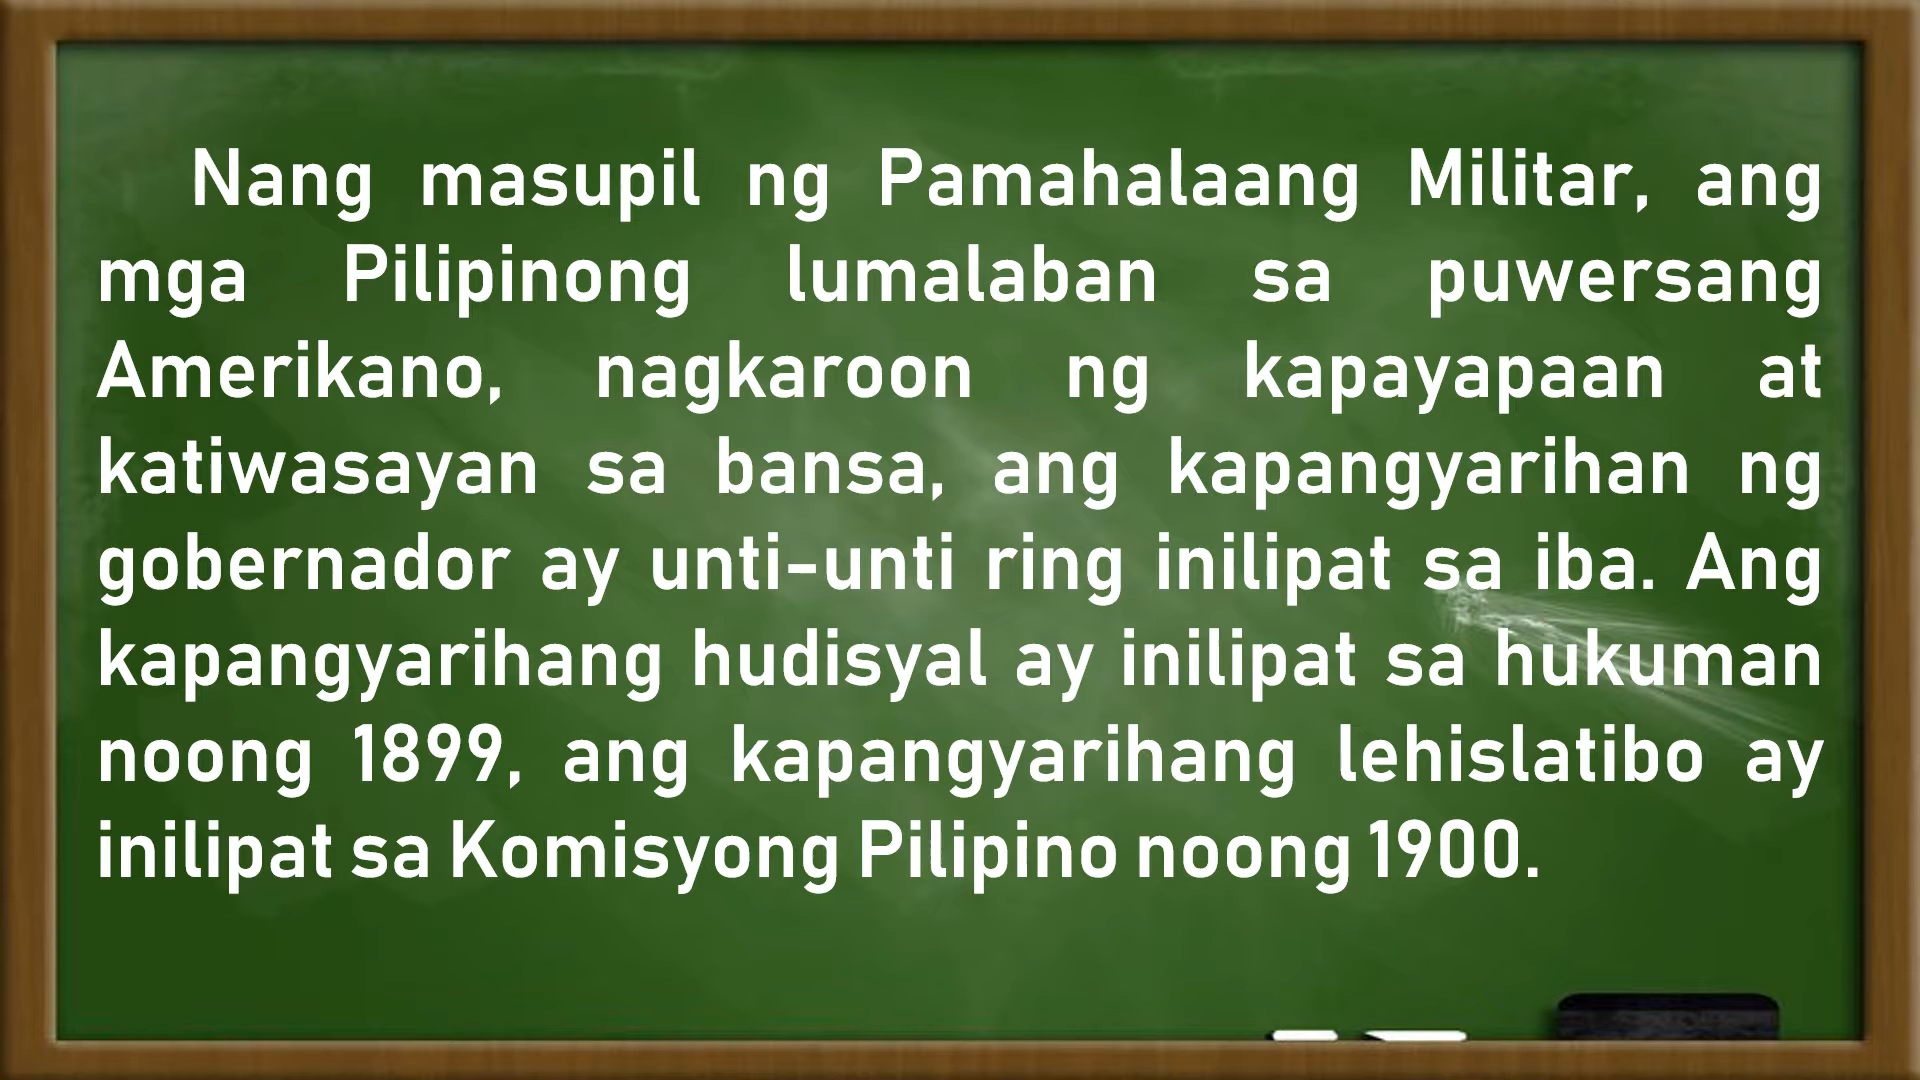 Nang masupil ng Pamahalaang Militar, ang
mga Pilipinong lumalaban sa puwersang
Amerikano, nagkaroon ng kapayapaan at
katiwasayan sa bansa, ang kapangyarihan ng
gobernador ay unti-unti ring inilipat sa iba. Ang
kapangyarihang hudisyal ay inilipat sa hukuman
noong 1899, ang kapangyarihang lehislatibo ay
inilipat sa Komisyong Pilipino noong 1900.